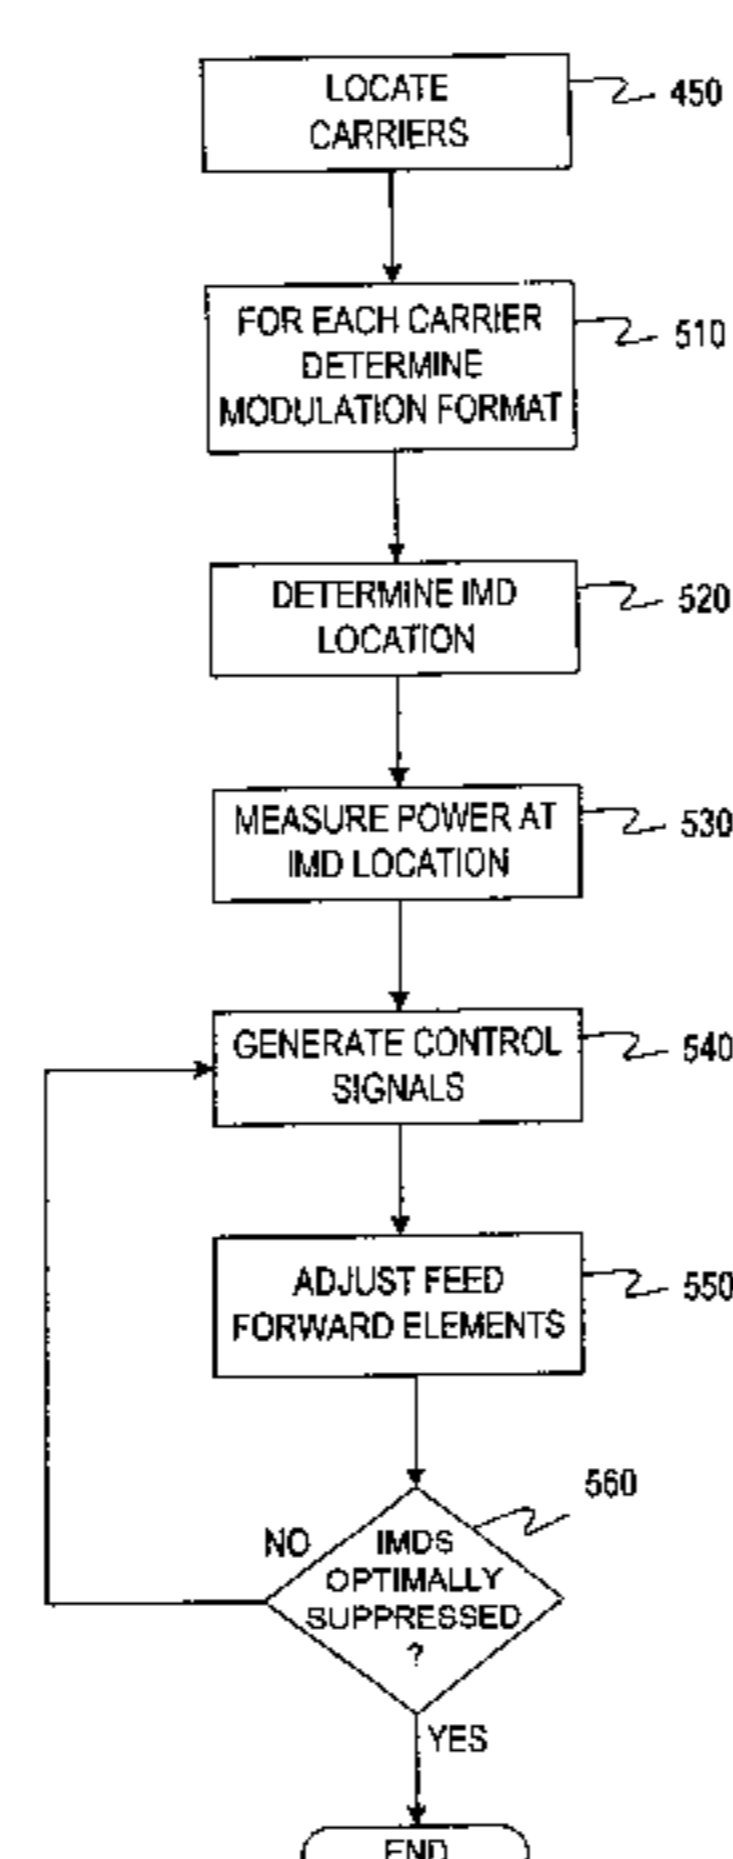 LOCATE
CARRIERS
450
FOR EACH CARRIER
DETERMINE
MODULATION FORMAT
510
DETERMINE IMD
LOCATION
520
MEASURE POWER AT
IMD LOCATION
530
GENERATE CONTROL
SIGNALS
540
ADJUST FEED
FORWARD ELEMENTS
550
560
NO
IMDS
OPTIMALLY
SUPPRESSED
?
YES
END